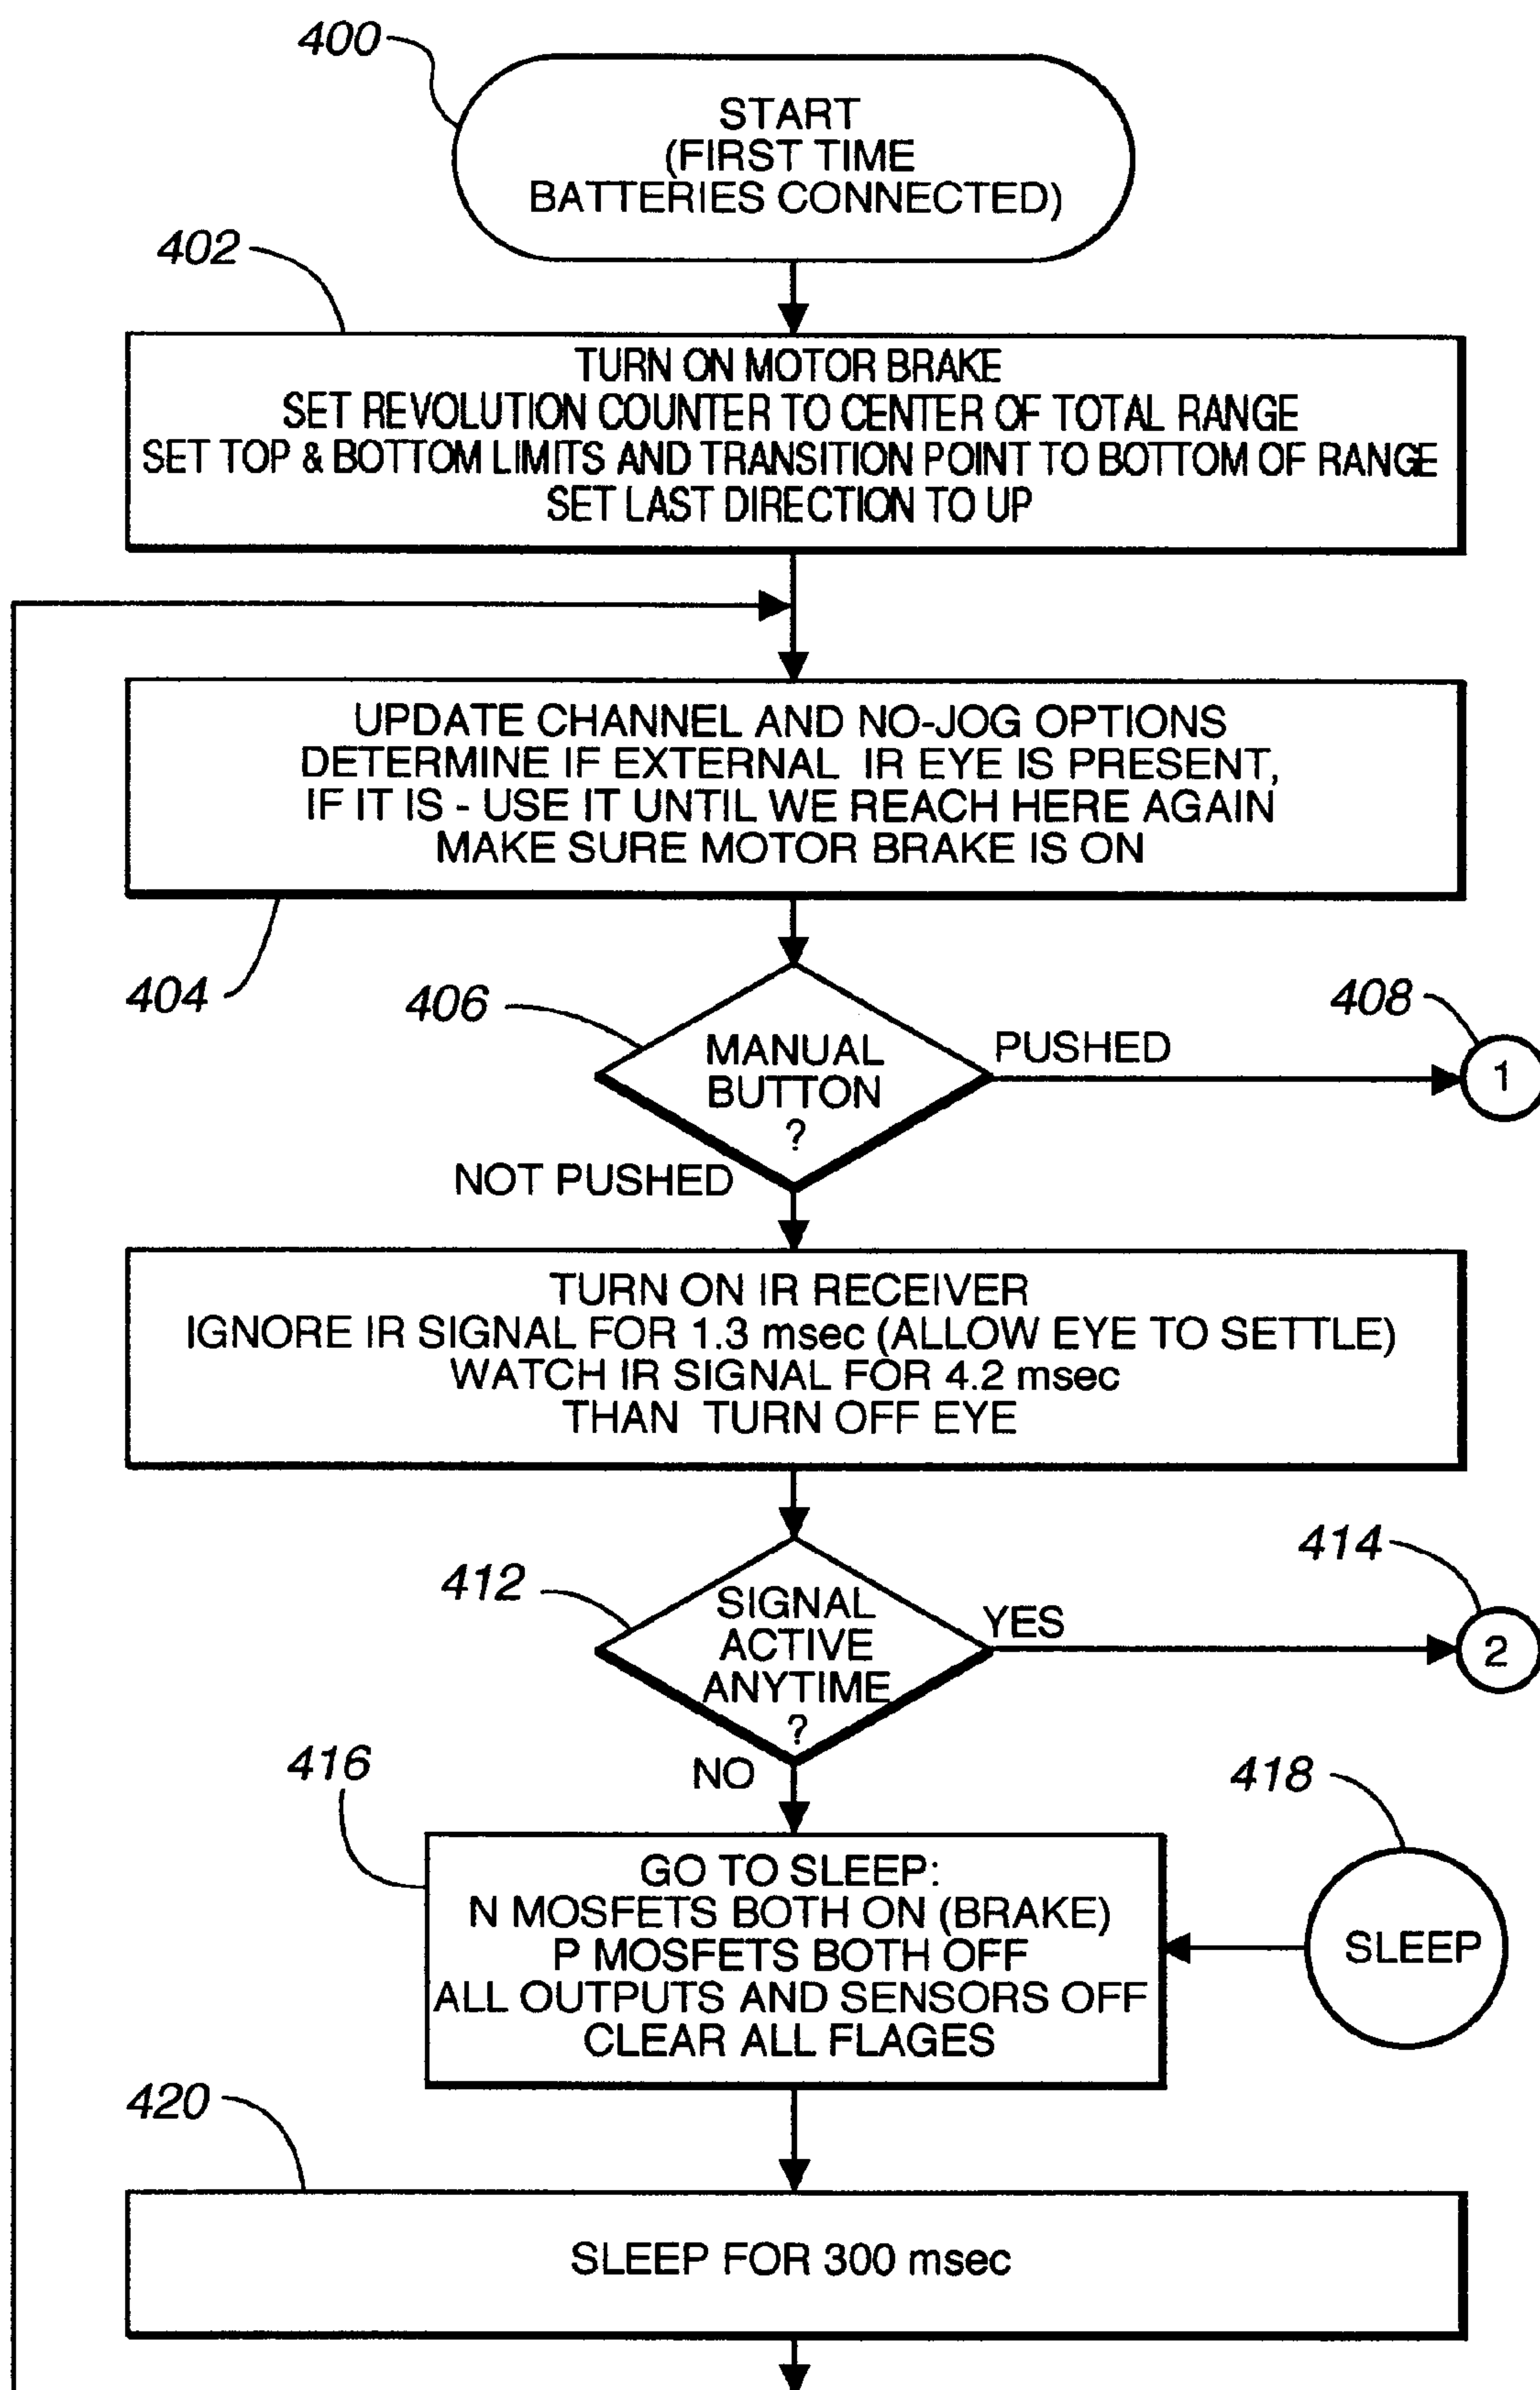 400
START
(FIRST TIME
BATTERIES CONNECTED)
402
TURN ON MOTOR BRAKE
SET REVOLUTION COUNTER TO CENTER OF TOTAL RANGE
SET TOP & BOTTOM LIMITS AND TRANSITION POINT TO BOTTOM OF RANGE
SET LAST DIRECTION TO UP
UPDATE CHANNEL AND NO-JOG OPTIONS
DETERMINE IF EXTERNAL IR EYE IS PRESENT,
IF IT IS - USE IT UNTIL WE REACH HERE AGAIN
MAKE SURE MOTOR BRAKE IS ON
404
406
MANUAL
BUTTON
?
PUSHED
408
1
NOT PUSHED
TURN ON IR RECEIVER
IGNORE IR SIGNAL FOR 1.3 msec (ALLOW EYE TO SETTLE)
WATCH IR SIGNAL FOR 4.2 msec
THAN TURN OFF EYE
412
SIGNAL
ACTIVE
ANYTIME
?
YES
414
2
NO
416
GO TO SLEEP:
N MOSFETS BOTH ON (BRAKE)
P MOSFETS BOTH OFF
ALL OUTPUTS AND SENSORS OFF
CLEAR ALL FLAGES
418
SLEEP
420
SLEEP FOR 300 msec